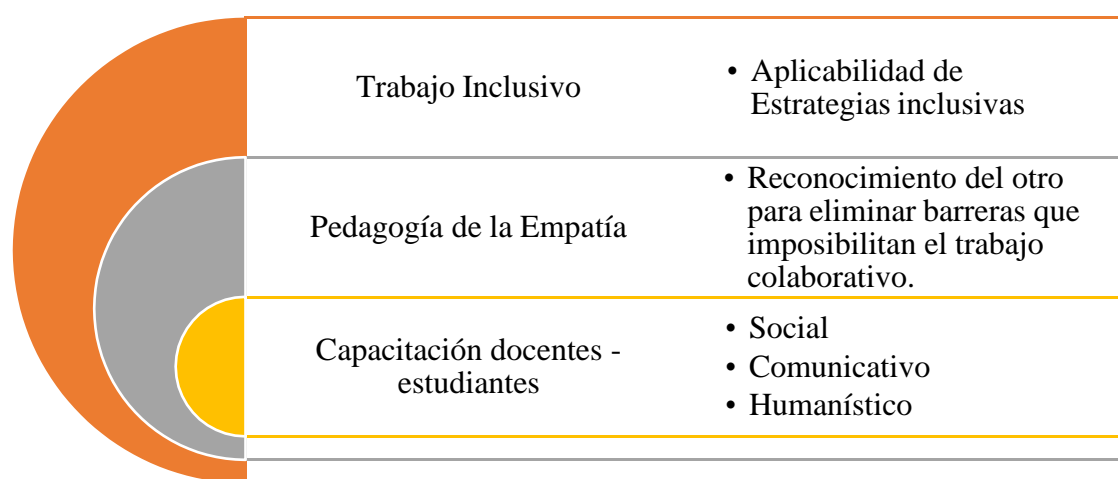 Trabajo Inclusivo
• Aplicabilidad de
Estrategias inclusivas
Pedagogía de la Empatía
• Reconocimiento del otro
para eliminar barreras que
imposibilitan el trabajo
colaborativo.
Capacitación docentes -
estudiantes
• Social
• Comunicativo
• Humanístico